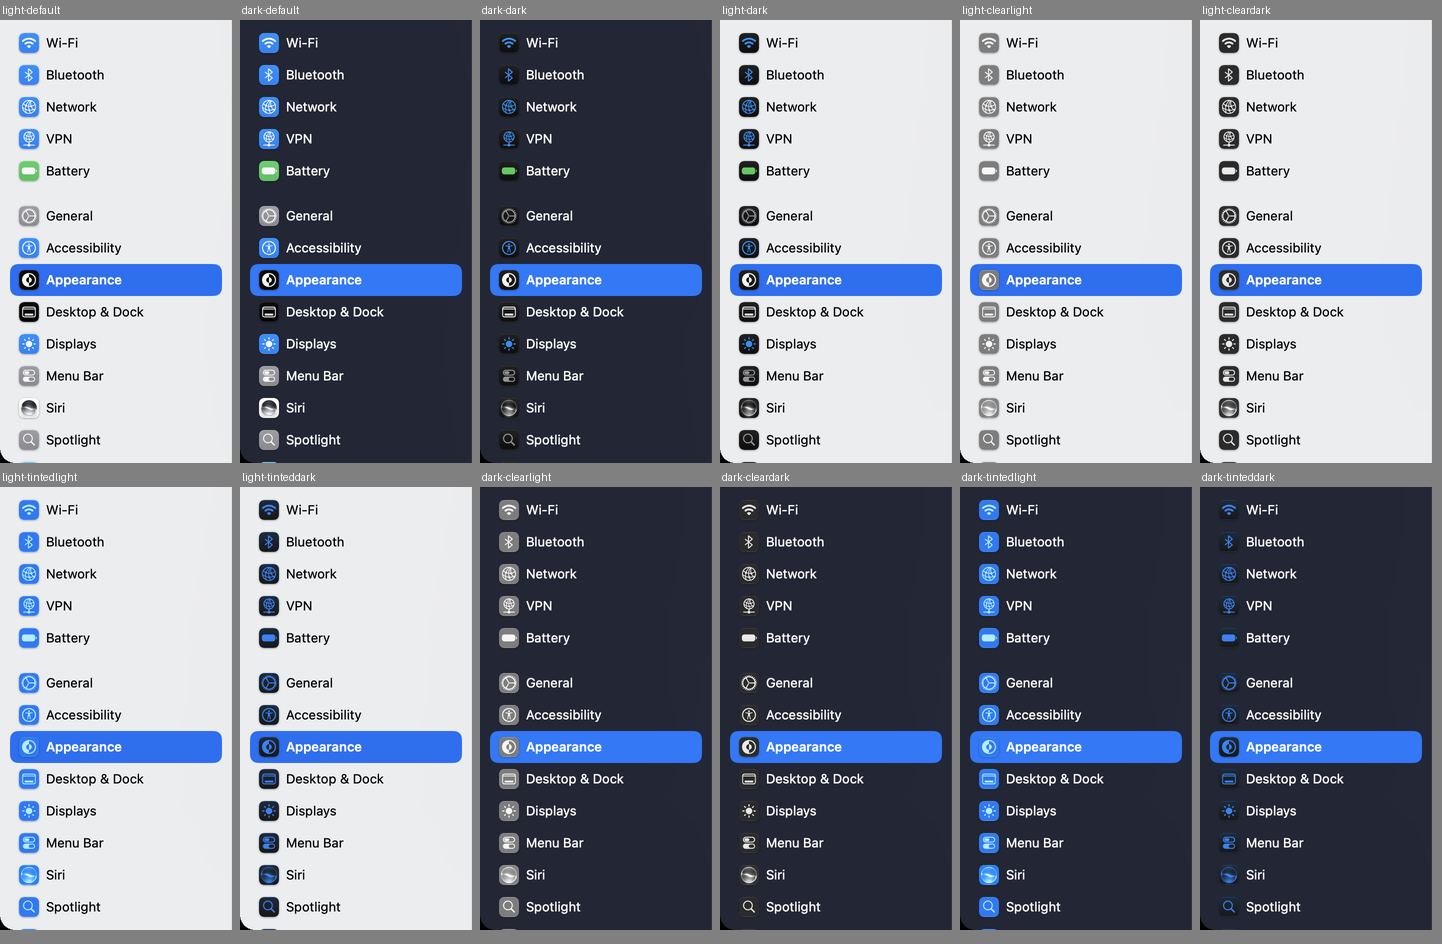 light-default
Wi-Fi
Bluetooth
Network
VPN
Battery
General
Accessibility
Appearance
Desktop & Dock
Displays
Menu Bar
Siri
Spotlight
dark-default
Wi-Fi
Bluetooth
Network
VPN
Battery
General
Accessibility
Appearance
Desktop & Dock
Displays
Menu Bar
Siri
Spotlight
dark-dark
Wi-Fi
Bluetooth
Network
VPN
Battery
General
Accessibility
Appearance
Desktop & Dock
Displays
Menu Bar
Siri
Spotlight
light-dark
Wi-Fi
Bluetooth
Network
VPN
Battery
General
Accessibility
Appearance
Desktop & Dock
Displays
Menu Bar
Siri
Spotlight
light-clearlight
Wi-Fi
Bluetooth
Network
VPN
Battery
General
Accessibility
Appearance
Desktop & Dock
Displays
Menu Bar
Siri
Spotlight
light-cleardark
Wi-Fi
Bluetooth
Network
VPN
Battery
General
Accessibility
Appearance
Desktop & Dock
Displays
Menu Bar
Siri
Spotlight
light-tintedlight
Wi-Fi
Bluetooth
Network
VPN
Battery
General
Accessibility
Appearance
Desktop & Dock
Displays
Menu Bar
Siri
Spotlight
light-tinteddark
Wi-Fi
Bluetooth
Network
VPN
Battery
General
Accessibility
Appearance
Desktop & Dock
Displays
Menu Bar
Siri
Spotlight
dark-clearlight
Wi-Fi
Bluetooth
Network
VPN
Battery
General
Accessibility
Appearance
Desktop & Dock
Displays
Menu Bar
Siri
Spotlight
dark-cleardark
Wi-Fi
Bluetooth
Network
VPN
Battery
General
Accessibility
Appearance
Desktop & Dock
Displays
Menu Bar
Siri
Spotlight
dark-tintedlight
Wi-Fi
Bluetooth
Network
VPN
Battery
General
Accessibility
Appearance
Desktop & Dock
Displays
Menu Bar
Siri
Spotlight
dark-tinteddark
Wi-Fi
Bluetooth
Network
VPN
Battery
General
Accessibility
Appearance
Desktop & Dock
Displays
Menu Bar
Siri
Spotlight